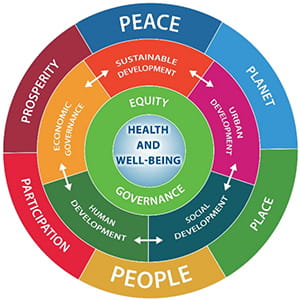 PEACE
PLANET
PLACE
PEOPLE
PARTICIPATION
PROSPERITY
SUSTAINABLE
DEVELOPMENT
URBAN
DEVELOPMENT
SOCIAL
DEVELOPMENT
HUMAN
DEVELOPMENT
ECONOMIC
GOVERNANCE
EQUITY
HEALTH
AND
WELL-BEING
GOVERNANCE